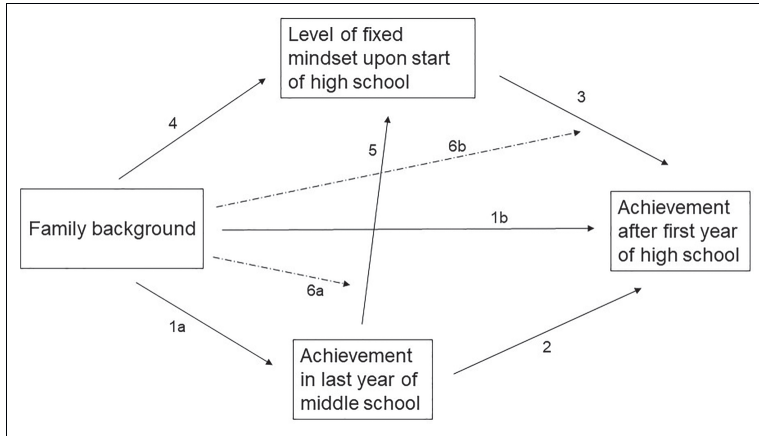 Level of fixed
mindset upon start
of high school
3
4
5
6b
Family background
1b
Achievement
after first year
of high school
6a
1a
2
Achievement
in last year of
middle school